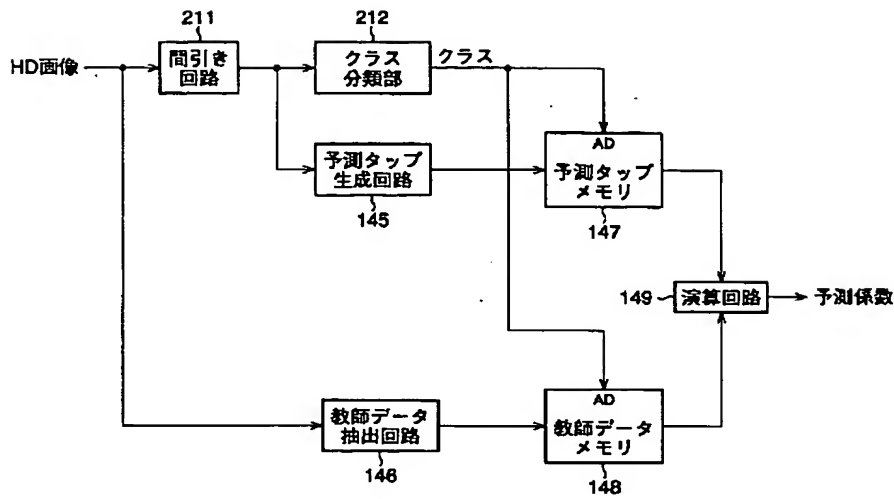 211
212
HD画像
間引き
回路
クラス
分類部
クラス
予測タップ
生成回路
145
AD
予測タップ
メモリ
147
149
演算回路
予測係数
教師データ
抽出回路
146
AD
教師データ
メモリ
148